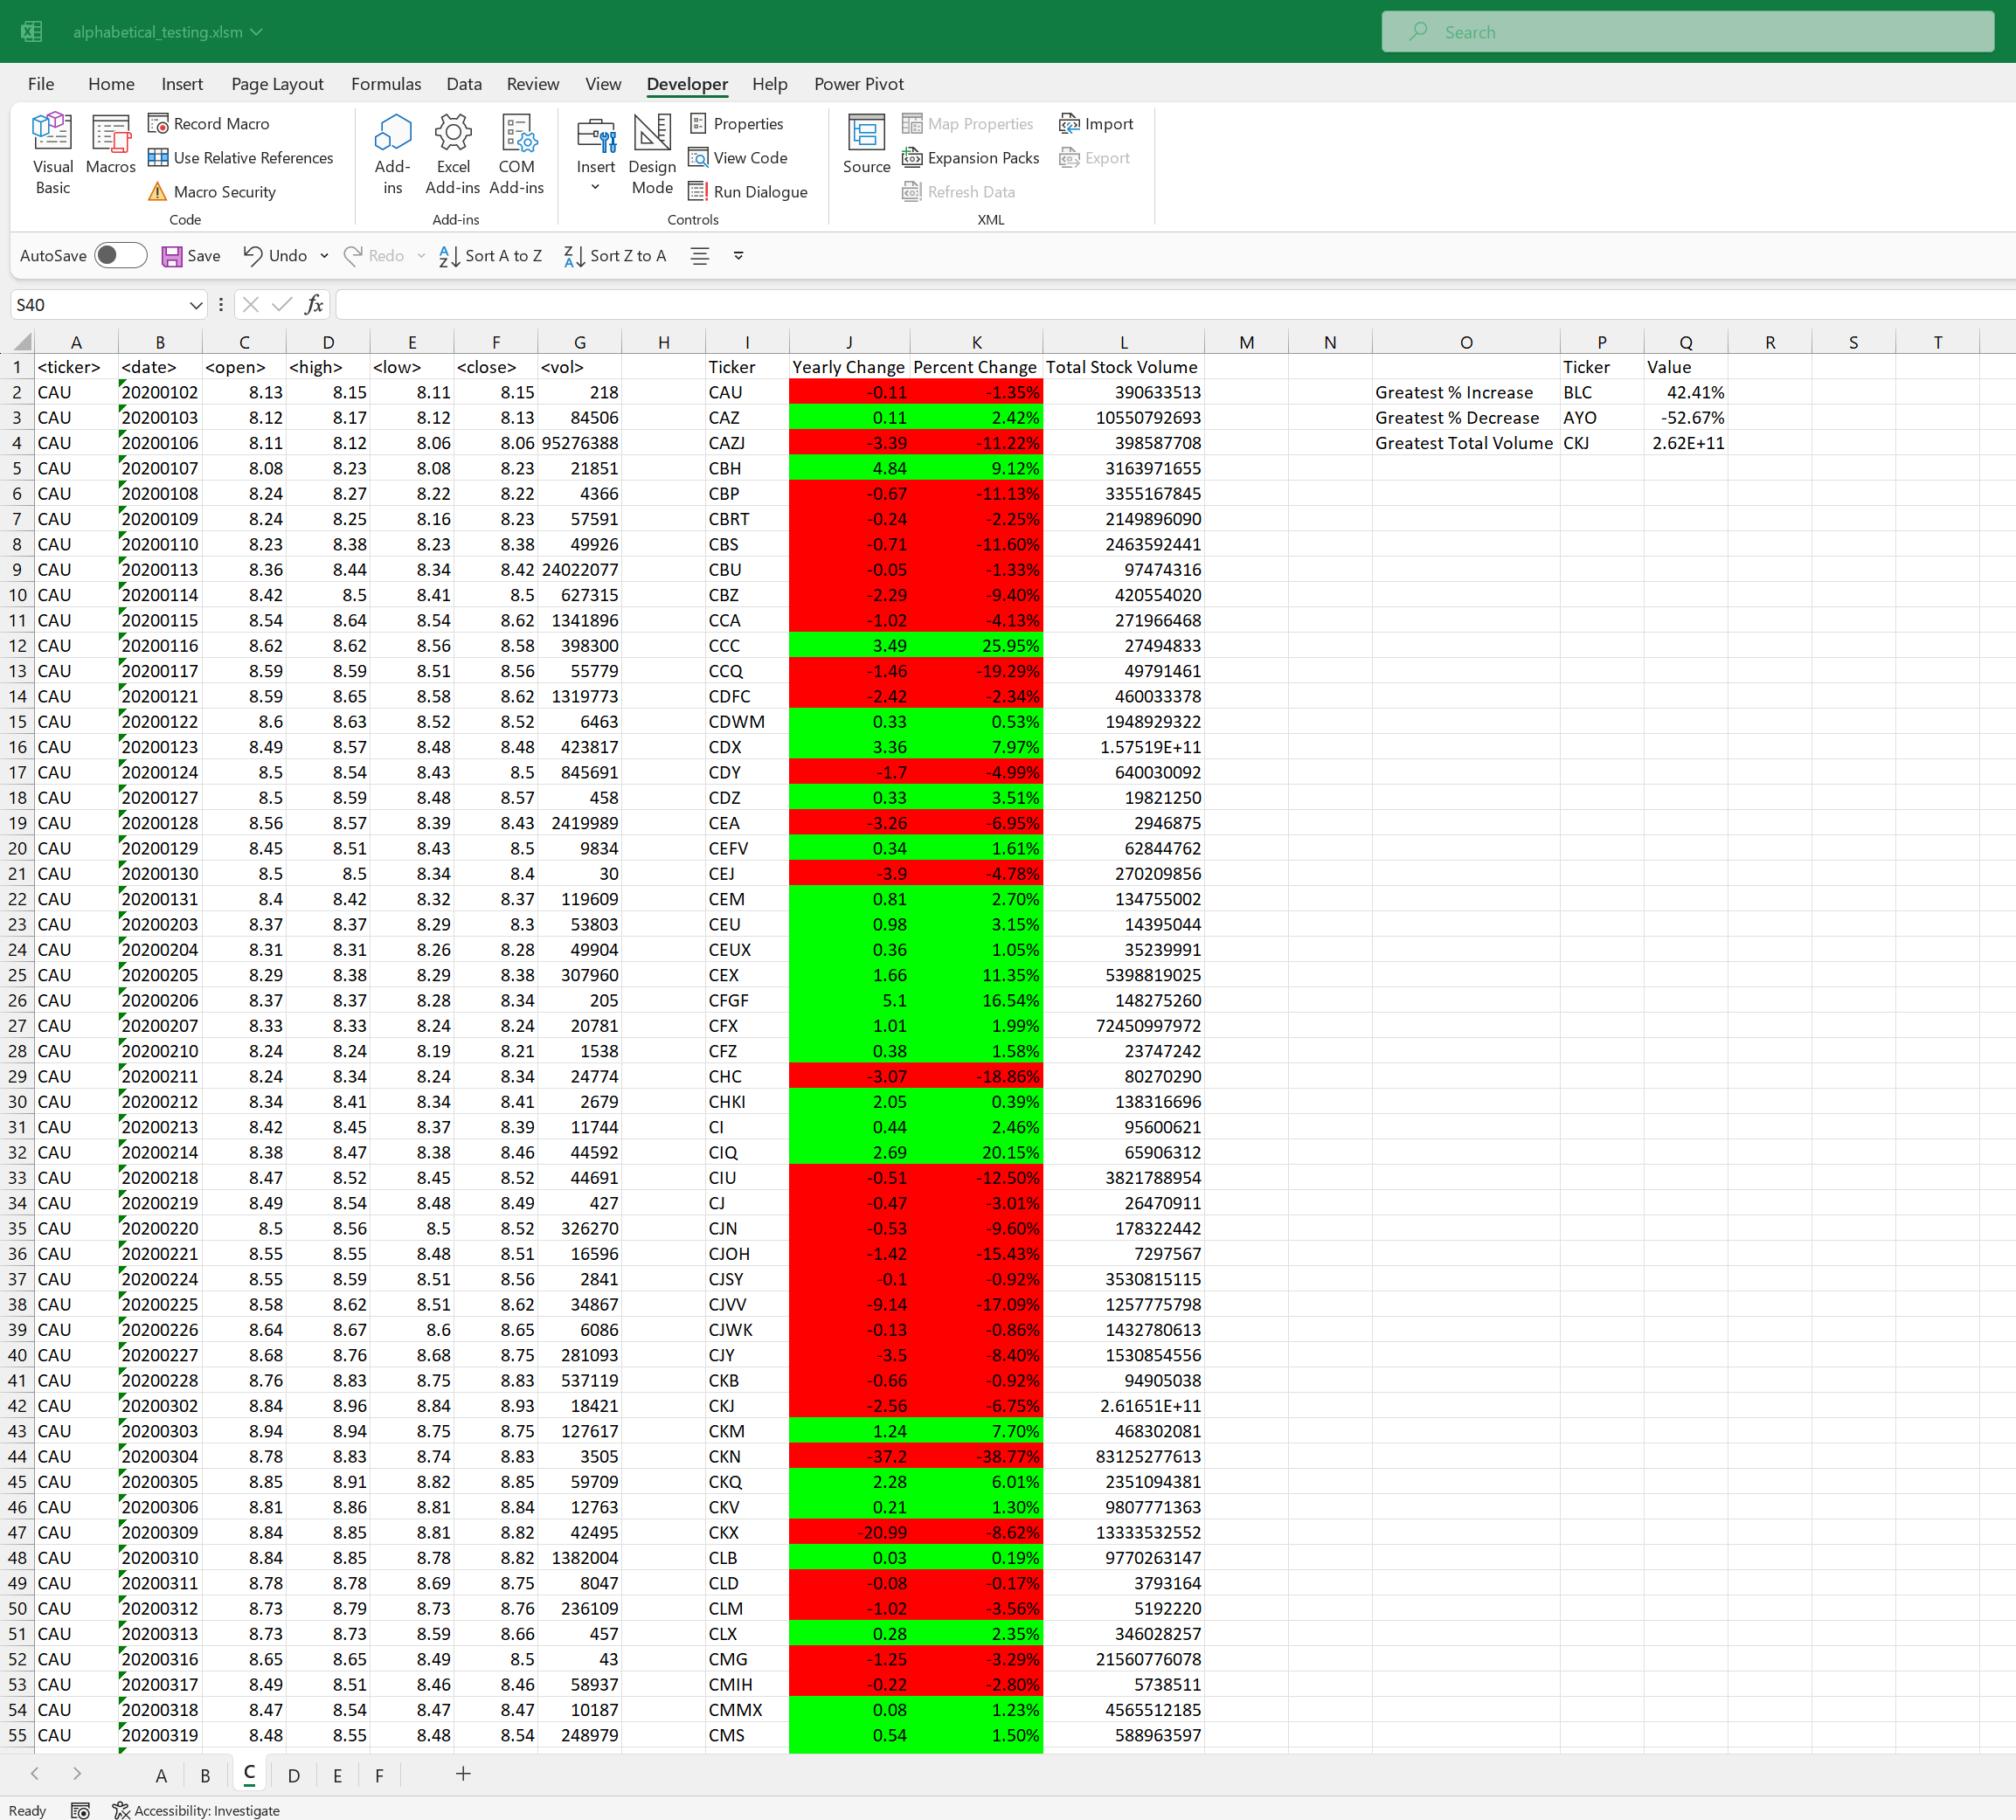 alphabetical_testing.xlsm
Search
File Home Insert Page Layout Formulas Data Review View Developer Help Power Pivot
Visual Basic
Macros
Record Macro
Use Relative References
Macro Security
Code
Add-ins
Excel Add-ins
COM Add-ins
Add-ins
Insert
Design Mode
Properties
View Code
Run Dialogue
Controls
Source
Map Properties
Expansion Packs
Refresh Data
Import
Export
XML
AutoSave Save Undo Redo Sort A to Z Sort Z to A
S40 fx
A B C D E F G H I J K L M N O P Q R S T
1 <ticker> <date> <open> <high> <low> <close> <vol> Ticker Yearly Change Percent Change Total Stock Volume Ticker Value
2 CAU 20200102 8.13 8.15 8.11 8.15 218 CAU -0.11 -1.35% 390633513 Greatest % Increase BLC 42.41%
3 CAU 20200103 8.12 8.17 8.12 8.13 84506 CAZ 0.11 2.42% 10550792693 Greatest % Decrease AYO -52.67%
4 CAU 20200106 8.11 8.12 8.06 8.06 95276388 CAZJ -3.39 -11.22% 398587708 Greatest Total Volume CKJ 2.62E+11
5 CAU 20200107 8.08 8.23 8.08 8.23 21851 CBH 4.84 9.12% 3163971655
6 CAU 20200108 8.24 8.27 8.22 8.22 4366 CBP -0.67 -11.13% 3355167845
7 CAU 20200109 8.24 8.25 8.16 8.23 57591 CBRT -0.24 -2.25% 2149896090
8 CAU 20200110 8.23 8.38 8.23 8.38 49926 CBS -0.71 -11.60% 2463592441
9 CAU 20200113 8.36 8.44 8.34 8.42 24022077 CBU -0.05 -1.33% 97474316
10 CAU 20200114 8.42 8.5 8.41 8.5 627315 CBZ -2.29 -9.40% 420554020
11 CAU 20200115 8.54 8.64 8.54 8.62 1341896 CCA -1.02 -4.13% 271966468
12 CAU 20200116 8.62 8.62 8.56 8.58 398300 CCC 3.49 25.95% 27494833
13 CAU 20200117 8.59 8.59 8.51 8.56 55779 CCQ -1.46 -19.29% 49791461
14 CAU 20200121 8.59 8.65 8.58 8.62 1319773 CDFC -2.42 -2.34% 460033378
15 CAU 20200122 8.6 8.63 8.52 8.52 6463 CDWM 0.33 0.53% 1948929322
16 CAU 20200123 8.49 8.57 8.48 8.48 423817 CDX 3.36 7.97% 1.57519E+11
17 CAU 20200124 8.5 8.54 8.43 8.5 845691 CDY -1.7 -4.99% 640030092
18 CAU 20200127 8.5 8.59 8.48 8.57 458 CDZ 0.33 3.51% 19821250
19 CAU 20200128 8.56 8.57 8.39 8.43 2419989 CEA -3.26 -6.95% 2946875
20 CAU 20200129 8.45 8.51 8.43 8.5 9834 CEFV 0.34 1.61% 62844762
21 CAU 20200130 8.5 8.5 8.34 8.4 30 CEJ -3.9 -4.78% 270209856
22 CAU 20200131 8.4 8.42 8.32 8.37 119609 CEM 0.81 2.70% 134755002
23 CAU 20200203 8.37 8.37 8.29 8.3 53803 CEU 0.98 3.15% 14395044
24 CAU 20200204 8.31 8.31 8.26 8.28 49904 CEUX 0.36 1.05% 35239991
25 CAU 20200205 8.29 8.38 8.29 8.38 307960 CEX 1.66 11.35% 5398819025
26 CAU 20200206 8.37 8.37 8.28 8.34 205 CFGF 5.1 16.54% 148275260
27 CAU 20200207 8.33 8.33 8.24 8.24 20781 CFX 1.01 1.99% 72450997972
28 CAU 20200210 8.24 8.24 8.19 8.21 1538 CFZ 0.38 1.58% 23747242
29 CAU 20200211 8.24 8.34 8.24 8.34 24774 CHC -3.07 -18.86% 80270290
30 CAU 20200212 8.34 8.41 8.34 8.41 2679 CHKI 2.05 0.39% 138316696
31 CAU 20200213 8.42 8.45 8.37 8.39 11744 CI 0.44 2.46% 95600621
32 CAU 20200214 8.38 8.47 8.38 8.46 44592 CIQ 2.69 20.15% 65906312
33 CAU 20200218 8.47 8.52 8.45 8.52 44691 CIU -0.51 -12.50% 3821788954
34 CAU 20200219 8.49 8.54 8.48 8.49 427 CJ -0.47 -3.01% 26470911
35 CAU 20200220 8.5 8.56 8.5 8.52 326270 CJN -0.53 -9.60% 178322442
36 CAU 20200221 8.55 8.55 8.48 8.51 16596 CJOH -1.42 -15.43% 7297567
37 CAU 20200224 8.55 8.59 8.51 8.56 2841 CJSY -0.1 -0.92% 3530815115
38 CAU 20200225 8.58 8.62 8.51 8.62 34867 CJVV -9.14 -17.09% 1257775798
39 CAU 20200226 8.64 8.67 8.6 8.65 6086 CJWK -0.13 -0.86% 1432780613
40 CAU 20200227 8.68 8.76 8.68 8.75 281093 CJY -3.5 -8.40% 1530854556
41 CAU 20200228 8.76 8.83 8.75 8.83 537119 CKB -0.66 -0.92% 94905038
42 CAU 20200302 8.84 8.96 8.84 8.93 18421 CKJ -2.56 -6.75% 2.61651E+11
43 CAU 20200303 8.94 8.94 8.75 8.75 127617 CKM 1.24 7.70% 468302081
44 CAU 20200304 8.78 8.83 8.74 8.83 3505 CKN -37.2 -38.77% 83125277613
45 CAU 20200305 8.85 8.91 8.82 8.85 59709 CKQ 2.28 6.01% 2351094381
46 CAU 20200306 8.81 8.86 8.81 8.84 12763 CKV 0.21 1.30% 9807771363
47 CAU 20200309 8.84 8.85 8.81 8.82 42495 CKX -20.99 -8.62% 13333532552
48 CAU 20200310 8.84 8.85 8.78 8.82 1382004 CLB 0.03 0.19% 9770263147
49 CAU 20200311 8.78 8.78 8.69 8.75 8047 CLD -0.08 -0.17% 3793164
50 CAU 20200312 8.73 8.79 8.73 8.76 236109 CLM -1.02 -3.56% 5192220
51 CAU 20200313 8.73 8.73 8.59 8.66 457 CLX 0.28 2.35% 346028257
52 CAU 20200316 8.65 8.65 8.49 8.5 43 CMG -1.25 -3.29% 21560776078
53 CAU 20200317 8.49 8.51 8.46 8.46 58937 CMIH -0.22 -2.80% 5738511
54 CAU 20200318 8.47 8.54 8.47 8.47 10187 CMMX 0.08 1.23% 4565512185
55 CAU 20200319 8.48 8.55 8.48 8.54 248979 CMS 0.54 1.50% 588963597
A B C D E F
Ready Accessibility: Investigate